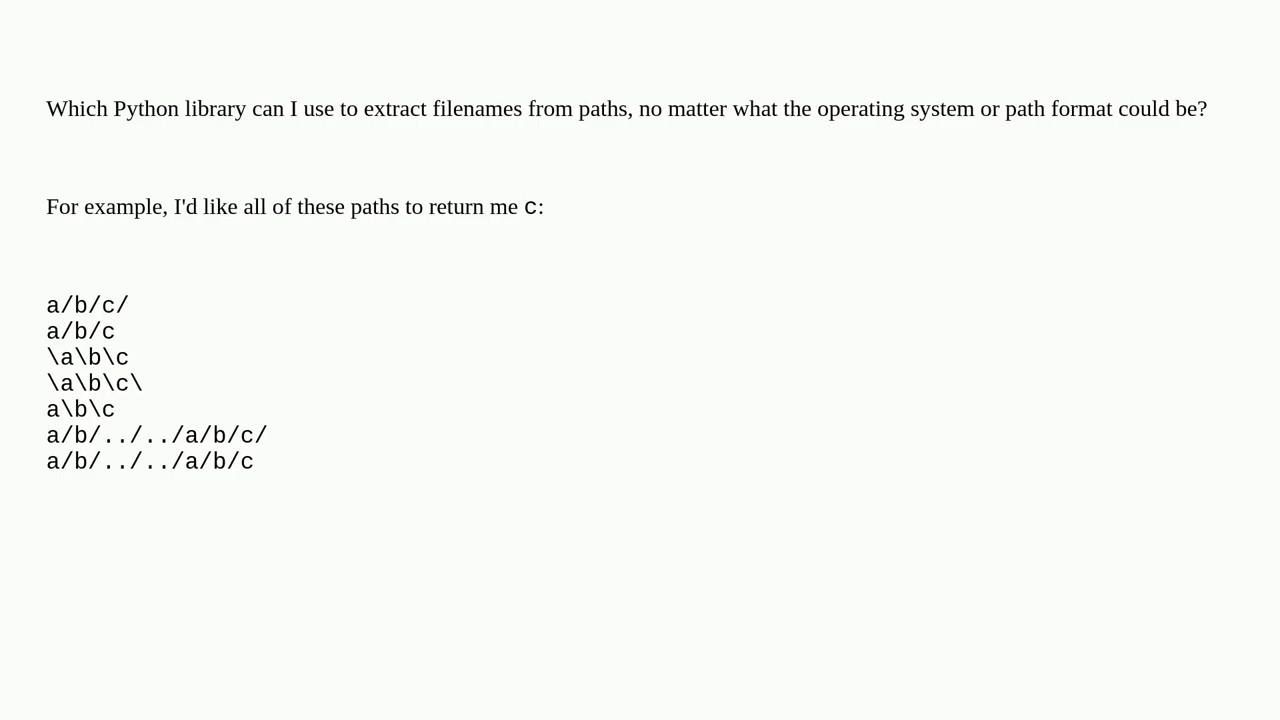 Which Python library can I use to extract filenames from paths, no matter what the operating system or path format could be?
For example, I'd like all of these paths to return me c:
a/b/c/
a/b/c
\a\b\c
\a\b\c\
a\b\c
a/b/../../a/b/c/
a/b/../../a/b/c